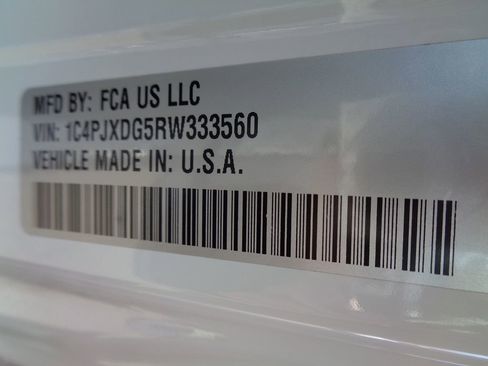 MFD BY: FCA US LLC
VIN: 1C4PJXDG5RW333560
VEHICLE MADE IN: U.S.A.